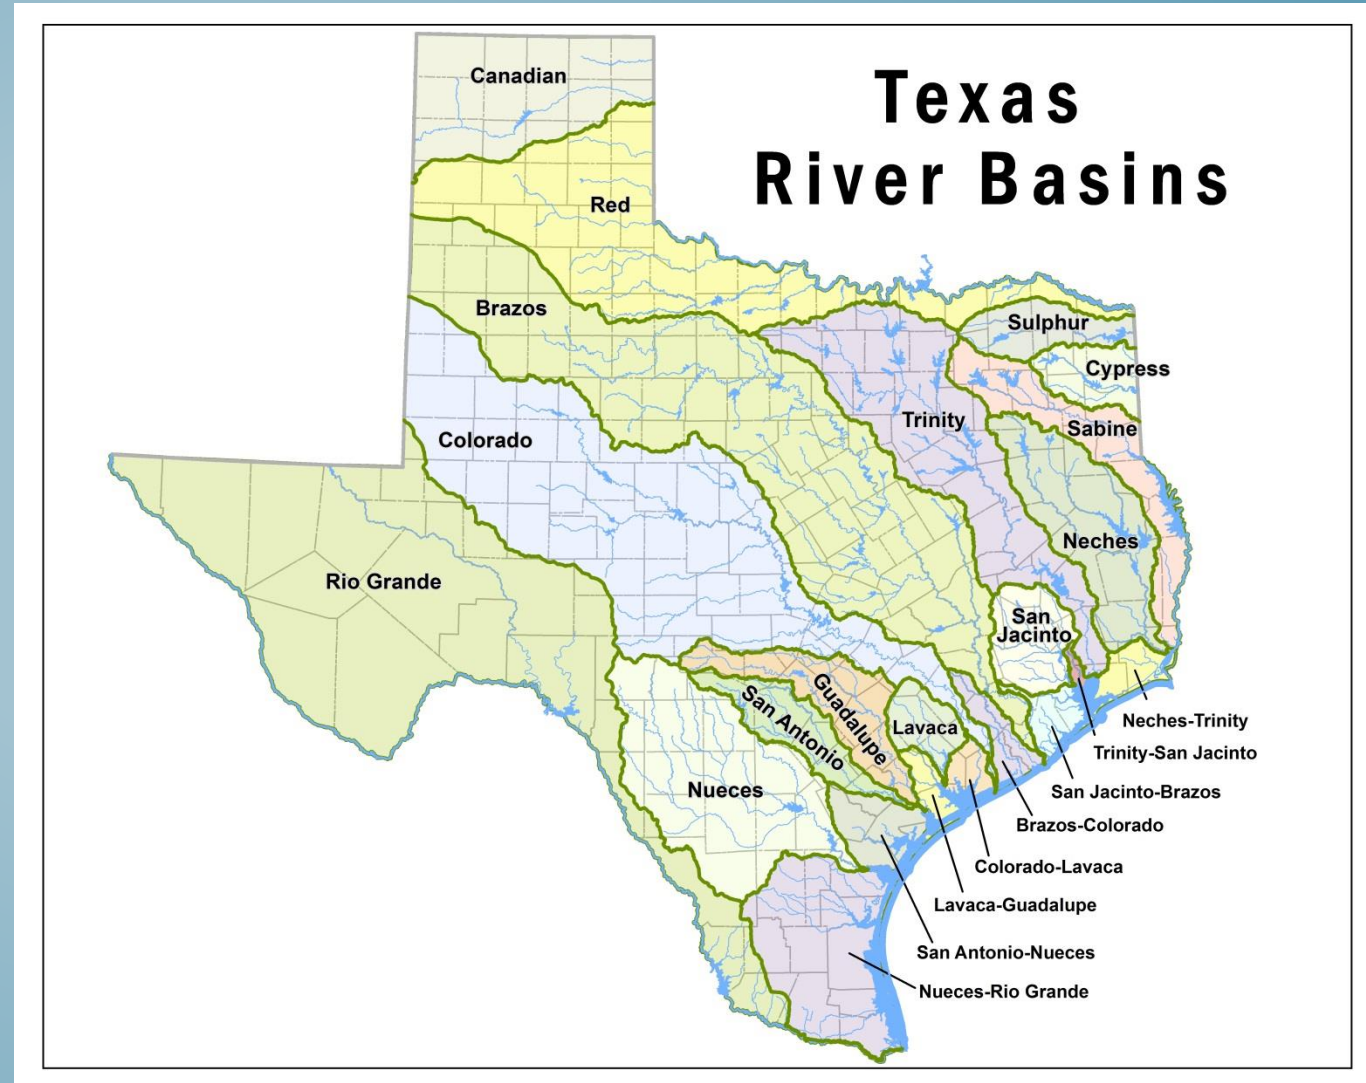 Texas
River Basins
Canadian
Red
Brazos
Sulphur
Cypress
Trinity
Sabine
Colorado
Neches
Rio Grande
San
Jacinto
Guadalupe
San Antonio
Lavaca
Nueces
Neches-Trinity
Trinity-San Jacinto
San Jacinto-Brazos
Brazos-Colorado
Colorado-Lavaca
Lavaca-Guadalupe
San Antonio-Nueces
Nueces-Rio Grande